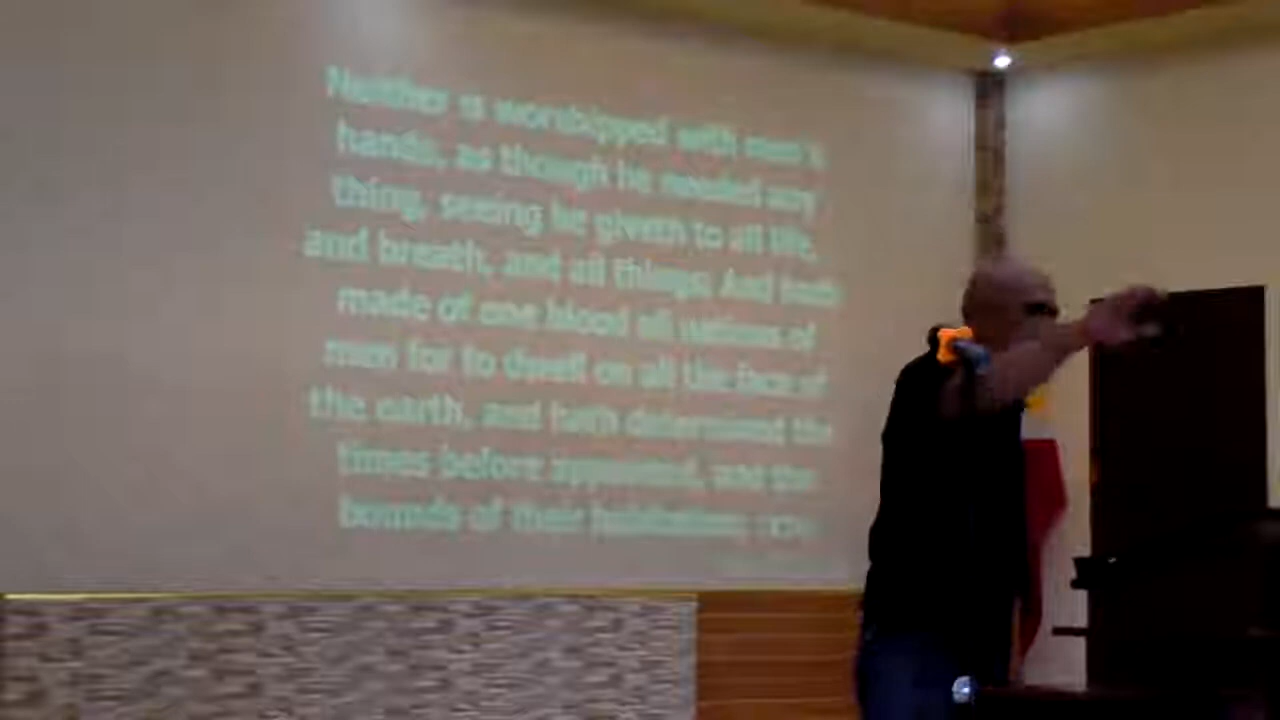 Neither is worshipped with men's
hands, as though he needed any
thing, seeing he giveth to all life,
and breath, and all things; And hath
made of one blood all nations of
men for to dwell on all the face of
the earth, and hath determined the
times before appointed, and the
bounds of their habitation;